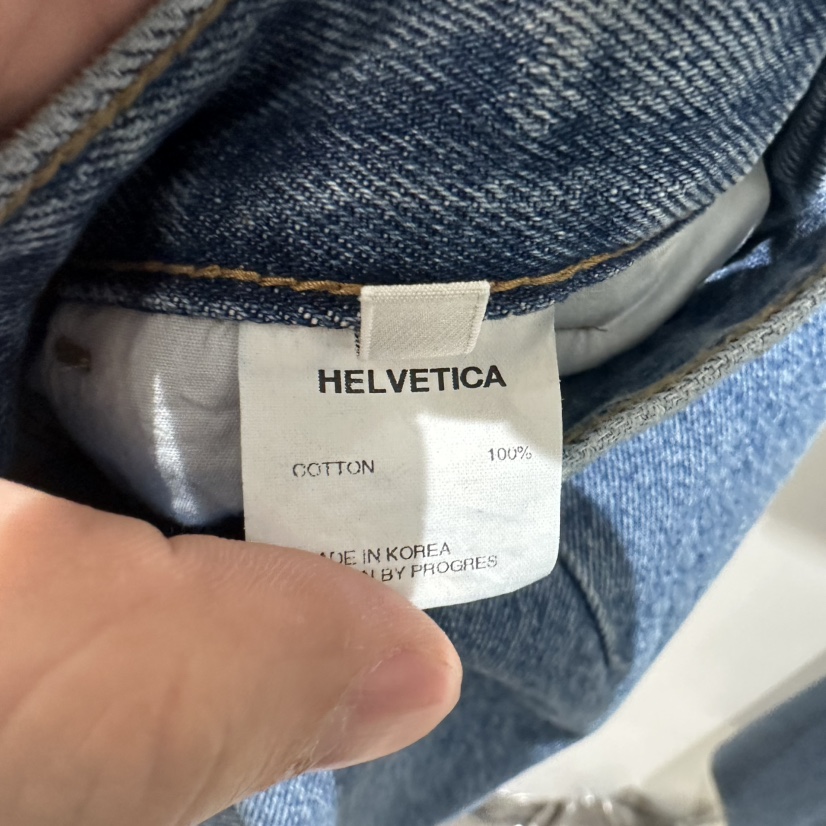 HELVETICA
COTTON 100%
ADE IN KOREA
N BY PROGRES